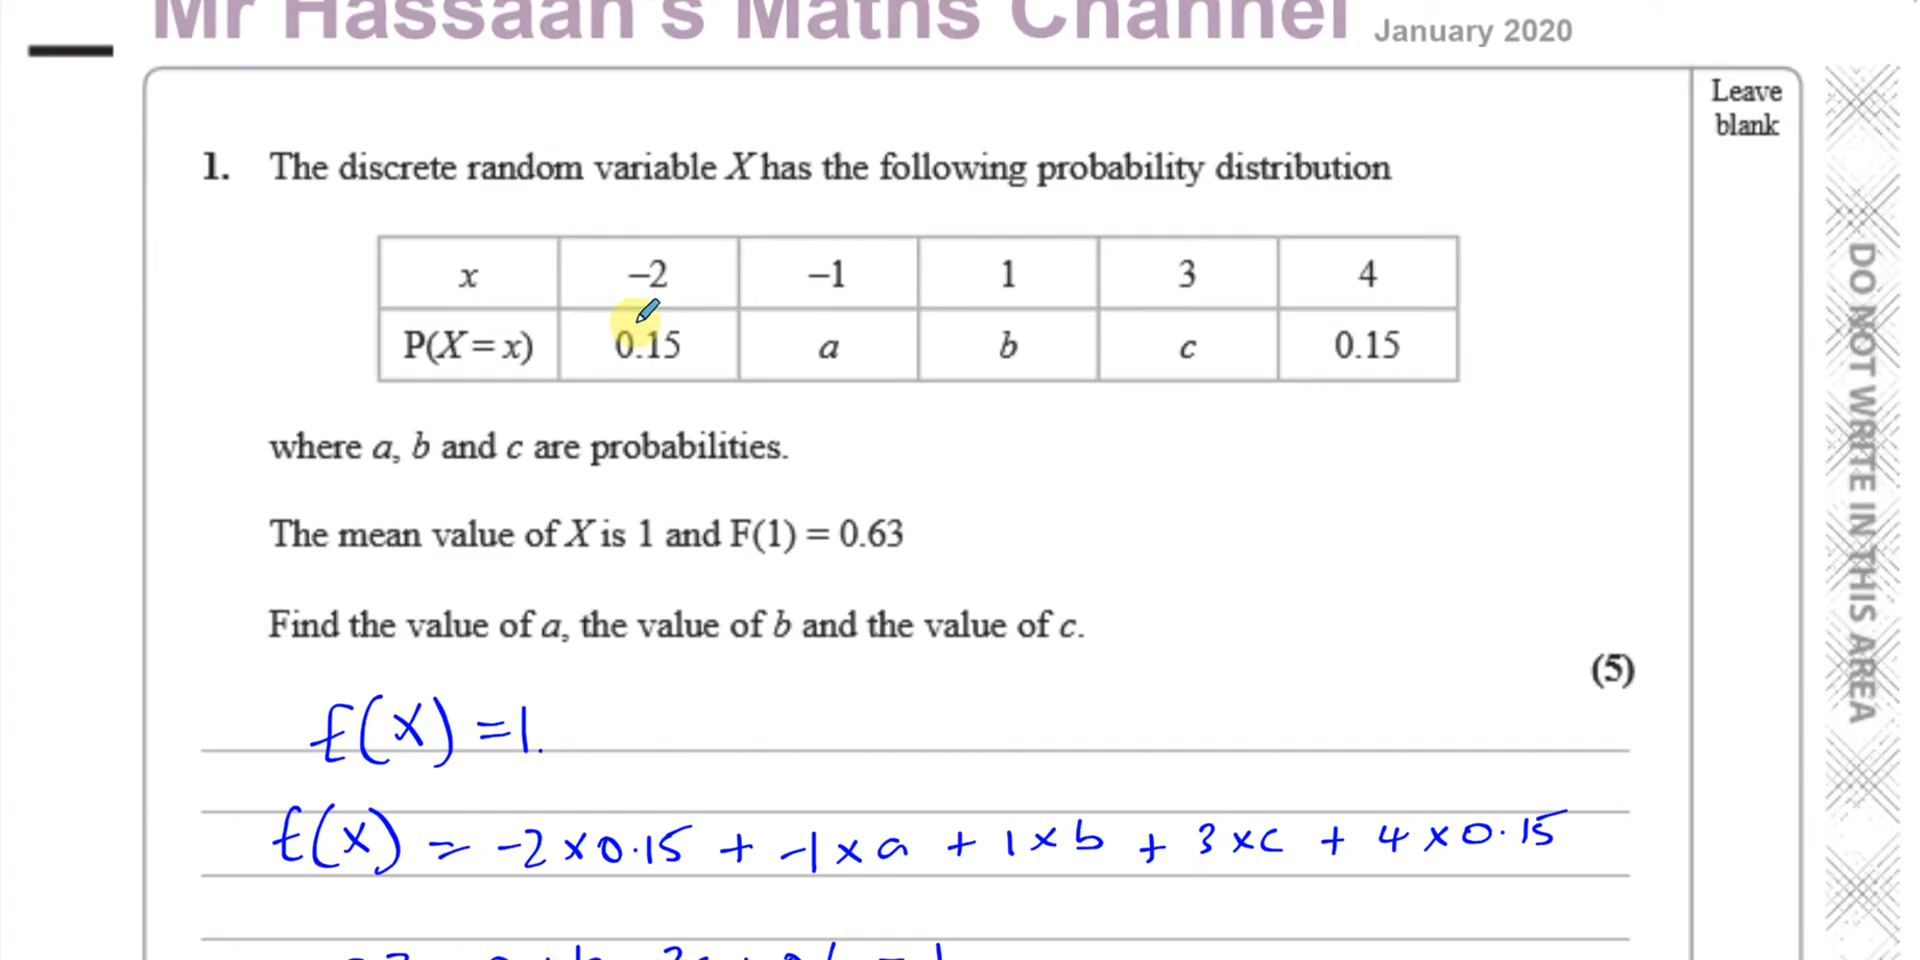 Mr Hassaan's Maths Channel January 2020
Leave
blank
1. The discrete random variable X has the following probability distribution
x −2 −1 1 3 4
P(X = x) 0.15 a b c 0.15
where a, b and c are probabilities.
The mean value of X is 1 and F(1) = 0.63
Find the value of a, the value of b and the value of c.
(5)
E(X) = 1.
E(X) = -2 × 0.15 + -1 × a + 1 × b + 3 × c + 4 × 0.15
DO NOT WRITE IN THIS AREA